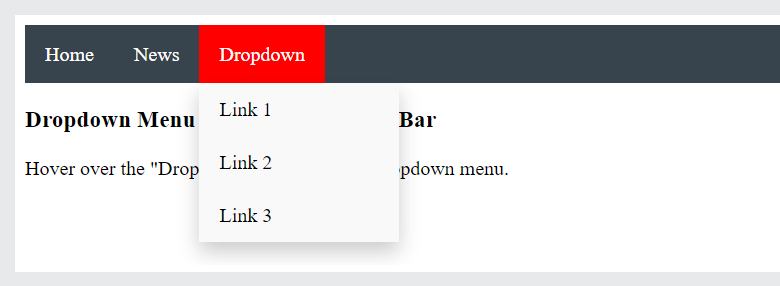 Home News Dropdown
Link 1
Dropdown Menu Bar
Link 2
Hover over the "Drop pdown menu.
Link 3